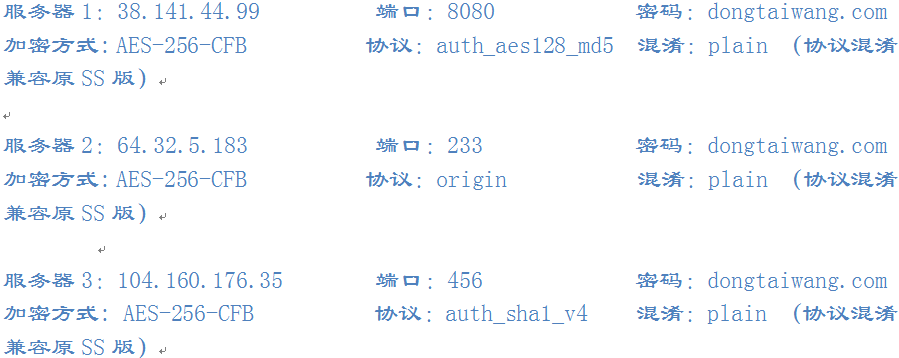 服务器 1: 38.141.44.99 端口: 8080 密码: dongtaiwang.com
加密方式: AES-256-CFB 协议: auth_aes128_md5 混淆: plain (协议混淆
兼容原 SS 版)
服务器 2: 64.32.5.183 端口: 233 密码: dongtaiwang.com
加密方式: AES-256-CFB 协议: origin 混淆: plain (协议混淆
兼容原 SS 版)
服务器 3: 104.160.176.35 端口: 456 密码: dongtaiwang.com
加密方式: AES-256-CFB 协议: auth_sha1_v4 混淆: plain (协议混淆
兼容原 SS 版)